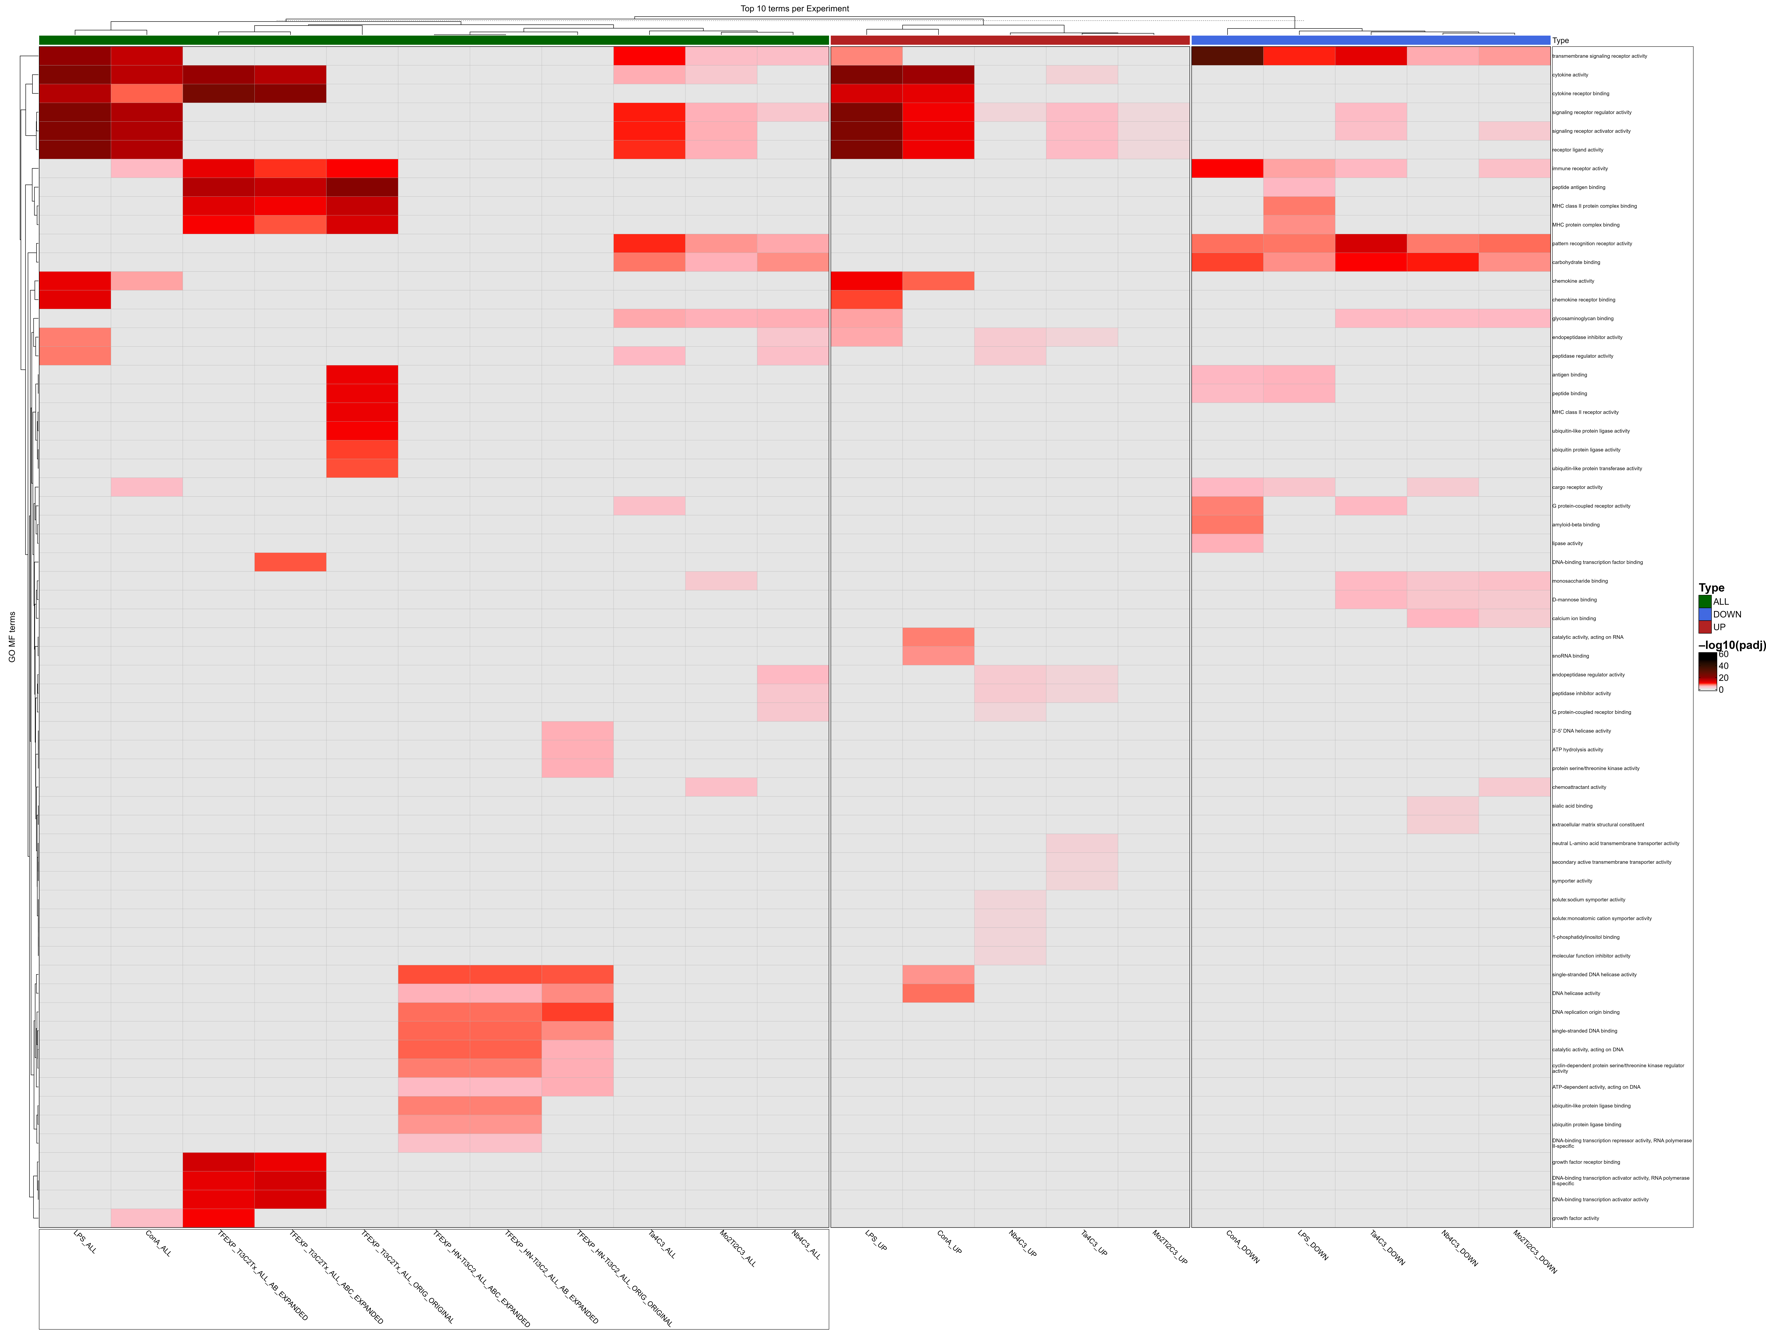 Top 10 terms per Experiment
Type
transmembrane signaling receptor activity
cytokine activity
cytokine receptor binding
signaling receptor regulator activity
signaling receptor activator activity
receptor ligand activity
immune receptor activity
peptide antigen binding
MHC class II protein complex binding
MHC protein complex binding
pattern recognition receptor activity
carbohydrate binding
chemokine activity
chemokine receptor binding
glycosaminoglycan binding
endopeptidase inhibitor activity
peptidase regulator activity
antigen binding
peptide binding
MHC class II receptor activity
ubiquitin-like protein ligase activity
ubiquitin protein ligase activity
ubiquitin-like protein transferase activity
cargo receptor activity
G protein-coupled receptor activity
amyloid-beta binding
lipase activity
DNA-binding transcription factor binding
monosaccharide binding
D-mannose binding
calcium ion binding
catalytic activity, acting on RNA
snoRNA binding
endopeptidase regulator activity
peptidase inhibitor activity
G protein-coupled receptor binding
3'-5' DNA helicase activity
ATP hydrolysis activity
protein serine/threonine kinase activity
chemoattractant activity
sialic acid binding
extracellular matrix structural constituent
neutral L-amino acid transmembrane transporter activity
secondary active transmembrane transporter activity
symporter activity
solute:sodium symporter activity
solute:monoatomic cation symporter activity
1-phosphatidylinositol binding
molecular function inhibitor activity
single-stranded DNA helicase activity
DNA helicase activity
DNA replication origin binding
single-stranded DNA binding
catalytic activity, acting on DNA
cyclin-dependent protein serine/threonine kinase regulator
activity
ATP-dependent activity, acting on DNA
ubiquitin-like protein ligase binding
ubiquitin protein ligase binding
DNA-binding transcription repressor activity, RNA polymerase
II-specific
growth factor receptor binding
DNA-binding transcription activator activity, RNA polymerase
II-specific
DNA-binding transcription activator activity
growth factor activity
GO MF terms
Type
ALL
DOWN
UP
−log10(padj)
60
40
20
0
LPS_ALL
ConA_ALL
TFEXP_Ti3C2Tx_ALL_AB_EXPANDED
TFEXP_Ti3C2Tx_ALL_ABC_EXPANDED
TFEXP_Ti3C2Tx_ALL_ORIG_ORIGINAL
TFEXP_HN-Ti3C2_ALL_ABC_EXPANDED
TFEXP_HN-Ti3C2_ALL_AB_EXPANDED
TFEXP_HN-Ti3C2_ALL_ORIG_ORIGINAL
Ta4C3_ALL
Mo2Ti2C3_ALL
Nb4C3_ALL
LPS_UP
ConA_UP
Nb4C3_UP
Ta4C3_UP
Mo2Ti2C3_UP
ConA_DOWN
LPS_DOWN
Ta4C3_DOWN
Nb4C3_DOWN
Mo2Ti2C3_DOWN